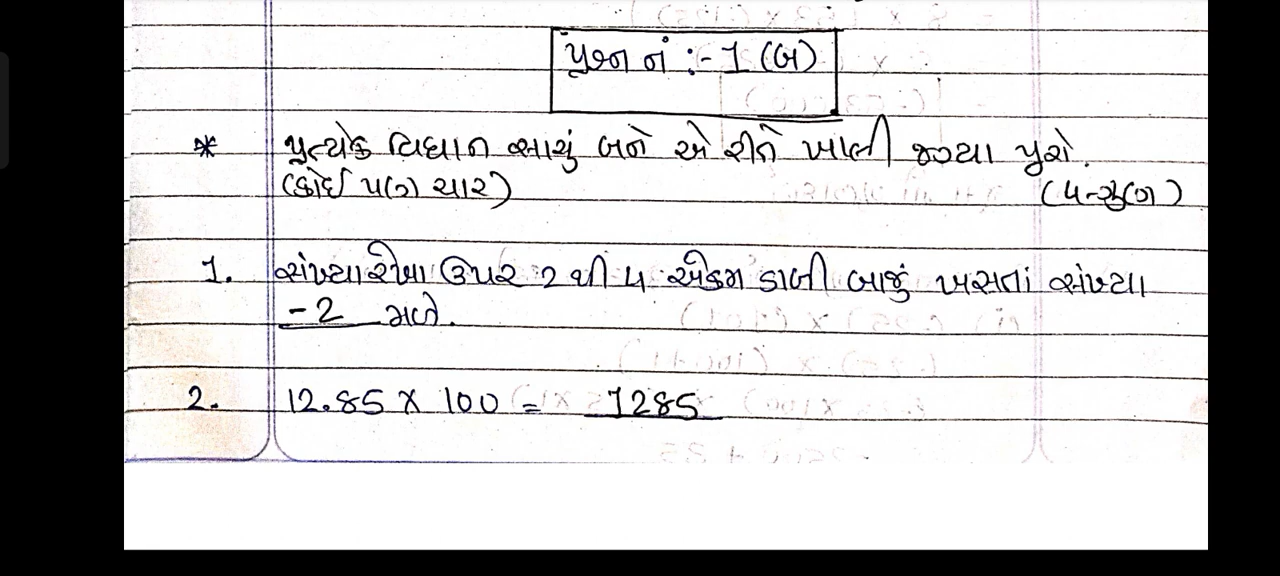 પ્રશ્ન નં :- 1 (બ)
* પ્રત્યેક વિધાન સાચું બને એ રીતે ખાલી જગ્યા પુરો.
(કોઈ પણ ચાર) (૫-ગુણ)
1. સંખ્યારેખા ઉપર 2 થી 4 એકમ ડાબી બાજું ખસતાં સંખ્યા
-2 મળે.
2. 12.85 X 100 = 1285